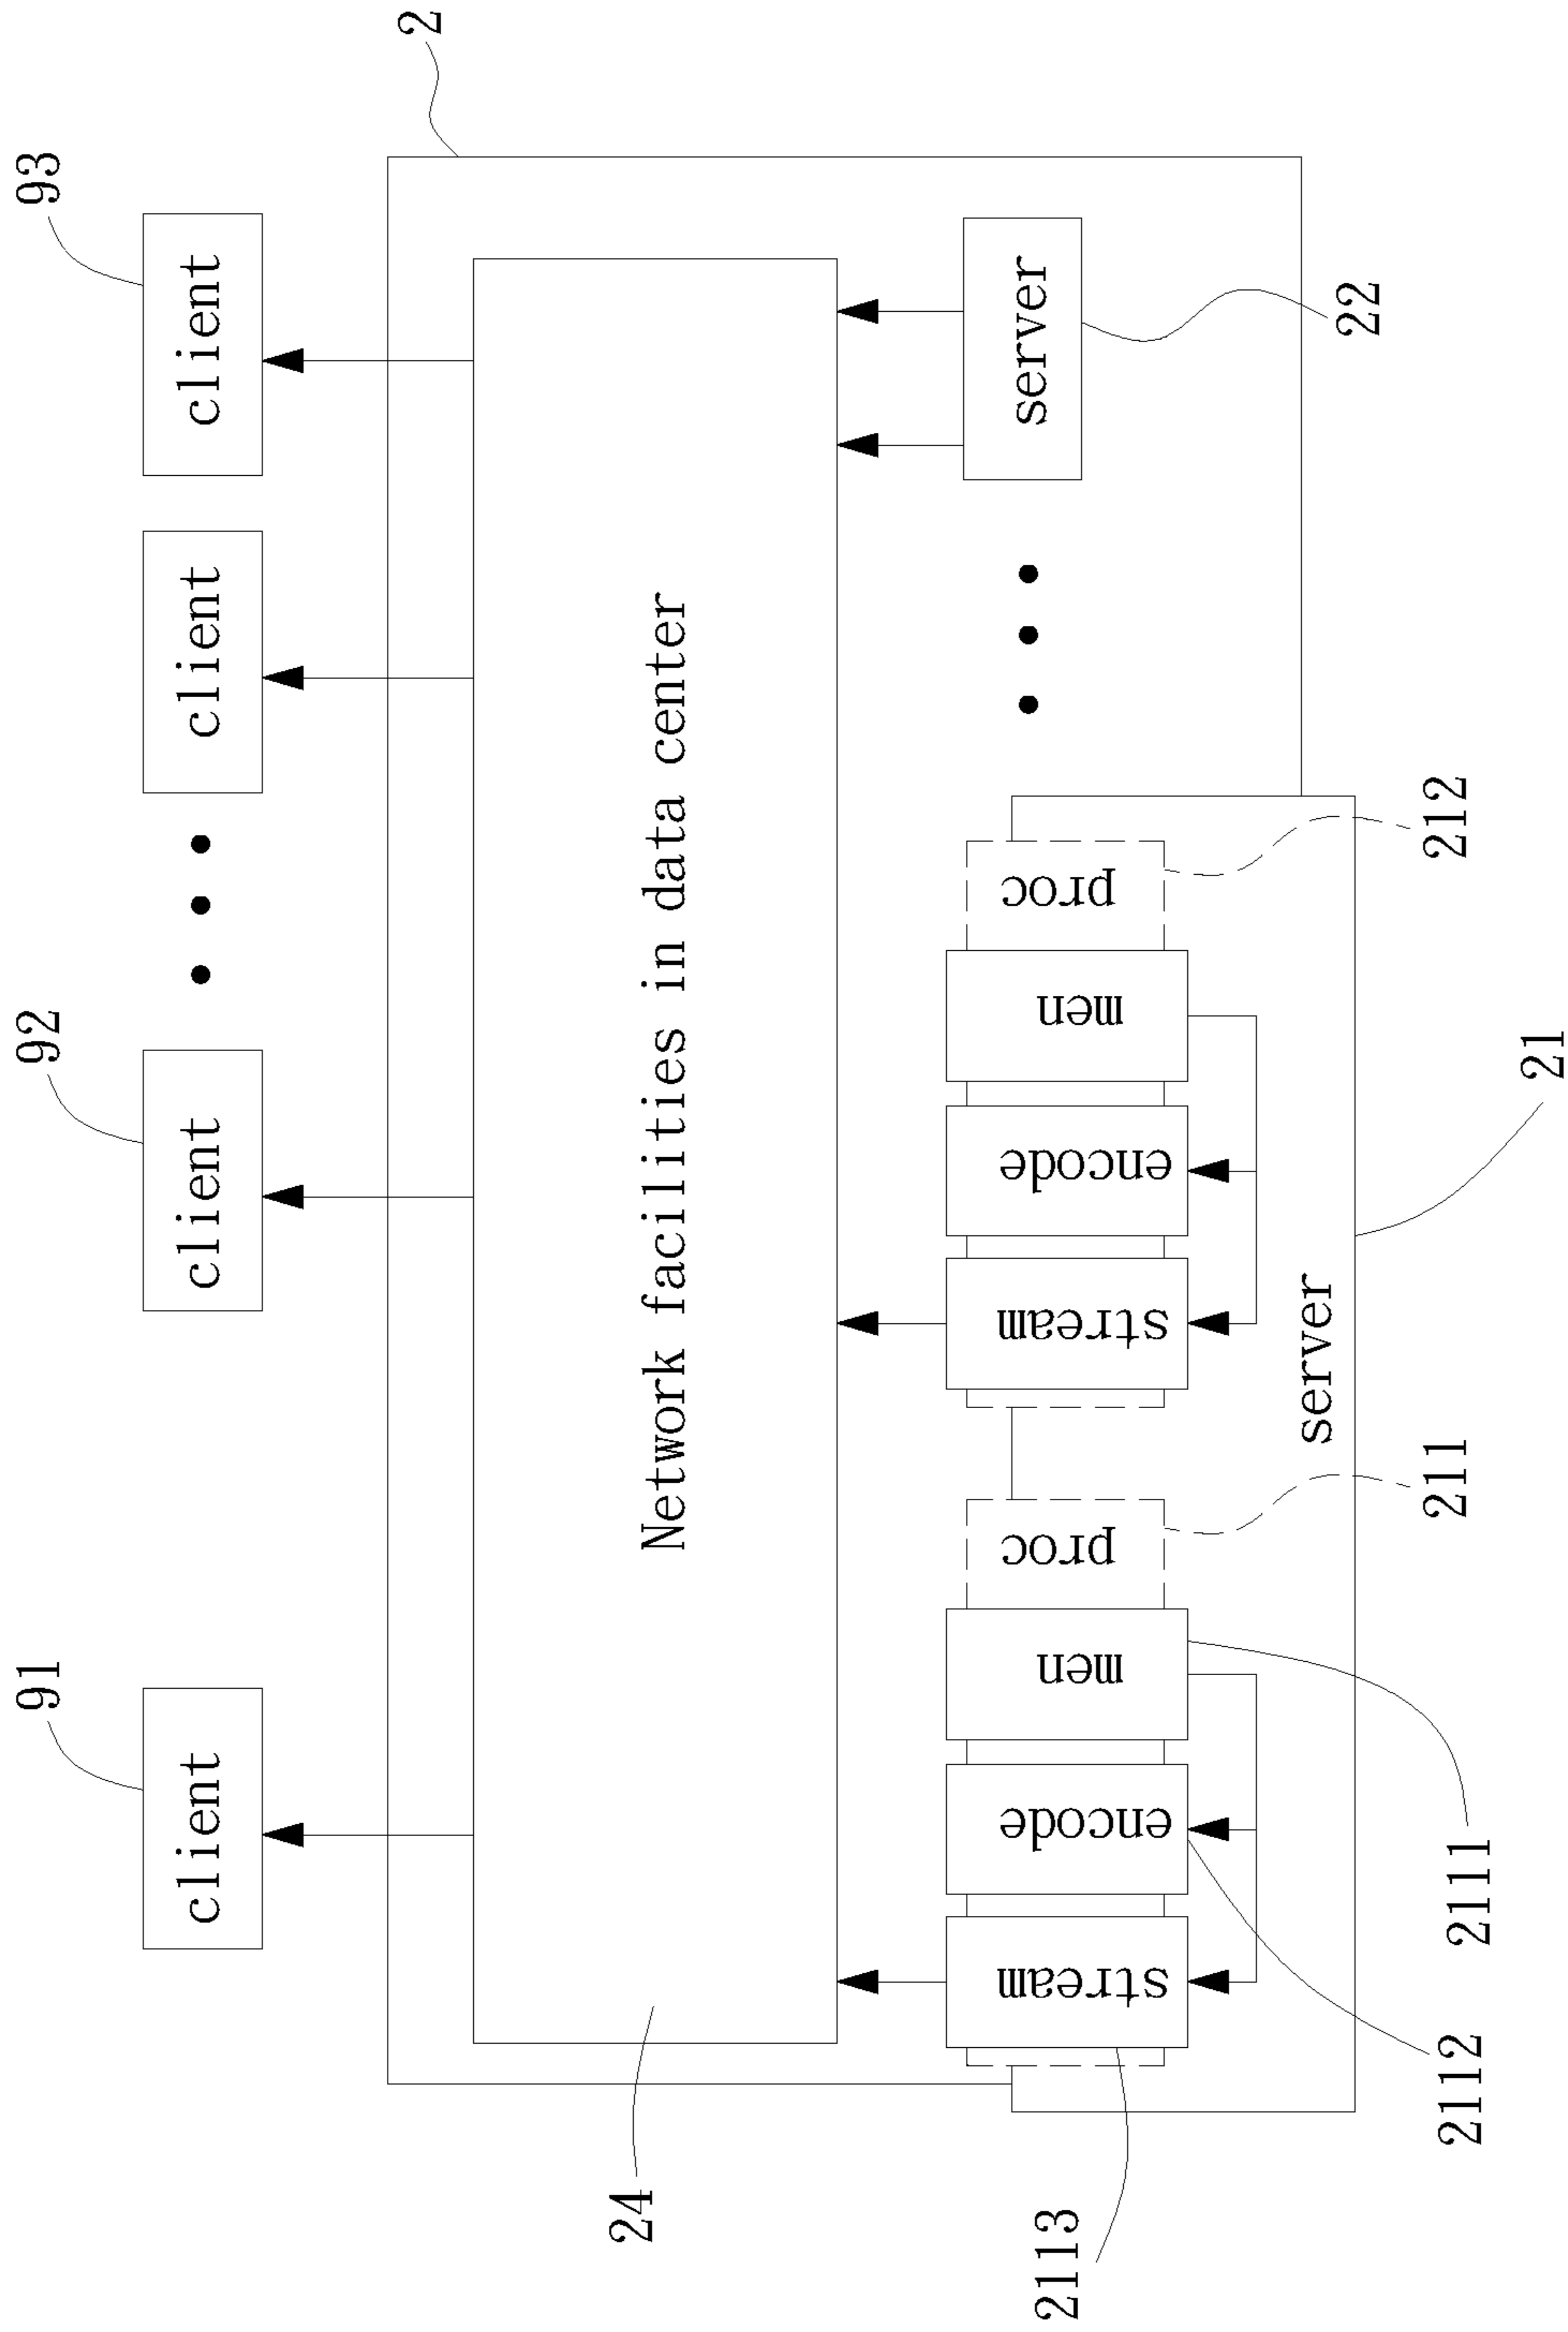 91
92
93
client
client
client
client
2
24
Network facilities in data center
stream
encode
men
proc
stream
encode
men
proc
server
2113
server
22
2112
2111
211
212
21